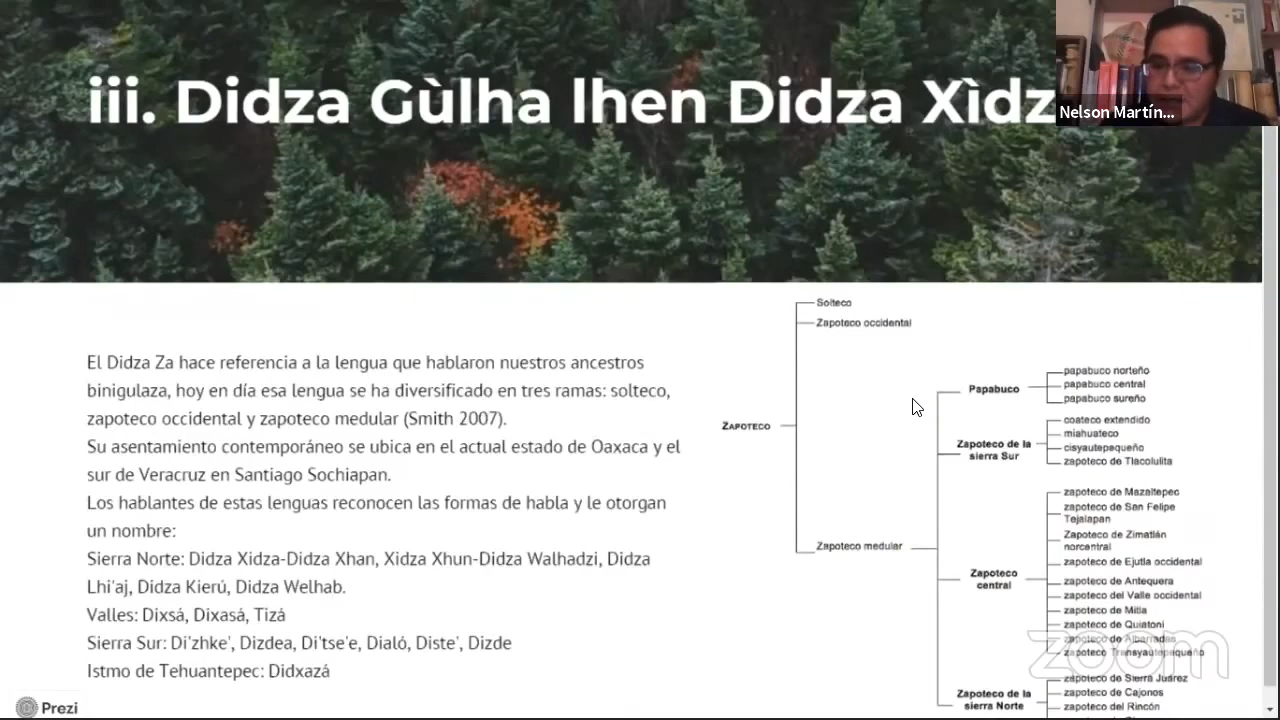 iii. Didza Gùlha lhen Didza Xìdz
Nelson Martín...
El Didza Za hace referencia a la lengua que hablaron nuestros ancestros
binigulaza, hoy en día esa lengua se ha diversificado en tres ramas: solteco,
zapoteco occidental y zapoteco medular (Smith 2007).
Su asentamiento contemporáneo se ubica en el actual estado de Oaxaca y el
sur de Veracruz en Santiago Sochiapan.
Los hablantes de estas lenguas reconocen las formas de habla y le otorgan
un nombre:
Sierra Norte: Didza Xidza-Didza Xhan, Xidza Xhun-Didza Walhadzi, Didza
Lhi'aj, Didza Kierú, Didza Welhab.
Valles: Dixsá, Dixasá, Tizá
Sierra Sur: Di'zhke', Dizdea, Di'tse'e, Dialó, Diste', Dizde
Istmo de Tehuantepec: Didxazá
ZAPOTECO
Solteco
Zapoteco occidental
Zapoteco medular
Papabuco
papabuco norteño
papabuco central
papabuco sureño
Zapoteco de la
sierra Sur
coateco extendido
miahuateco
cisyautepequeño
zapoteco de Tlacolulita
Zapoteco
central
zapoteco de Mazaltepec
zapoteco de San Felipe
Tejalapan
Zapoteco de Zimatlán
norcentral
zapoteco de Ejutla occidental
zapoteco de Antequera
zapoteco del Valle occidental
zapoteco de Mitla
zapoteco de Quiatoni
zapoteco de Albarradas
zapoteco Transyautepequeño
Zapoteco de la
sierra Norte
zapoteco de Sierra Juárez
zapoteco de Cajonos
zapoteco del Rincón
zoom
Prezi